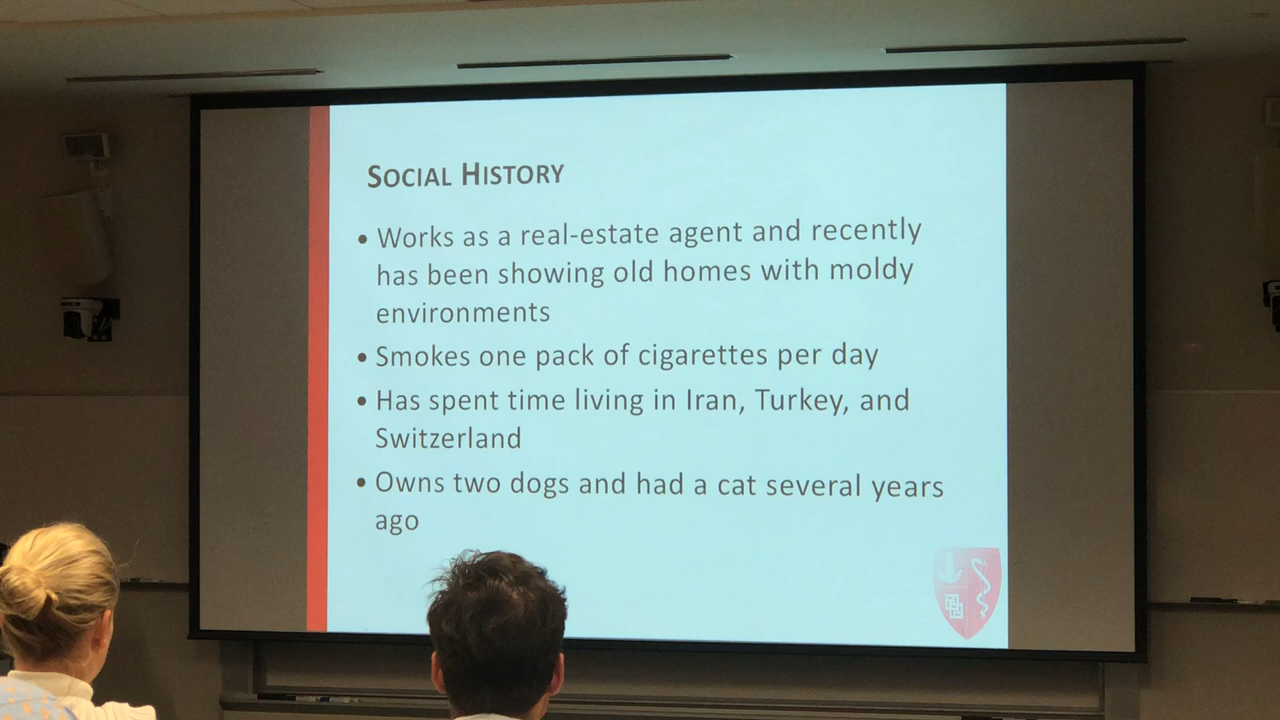 SOCIAL HISTORY
• Works as a real-estate agent and recently
has been showing old homes with moldy
environments
• Smokes one pack of cigarettes per day
• Has spent time living in Iran, Turkey, and
Switzerland
• Owns two dogs and had a cat several years
ago